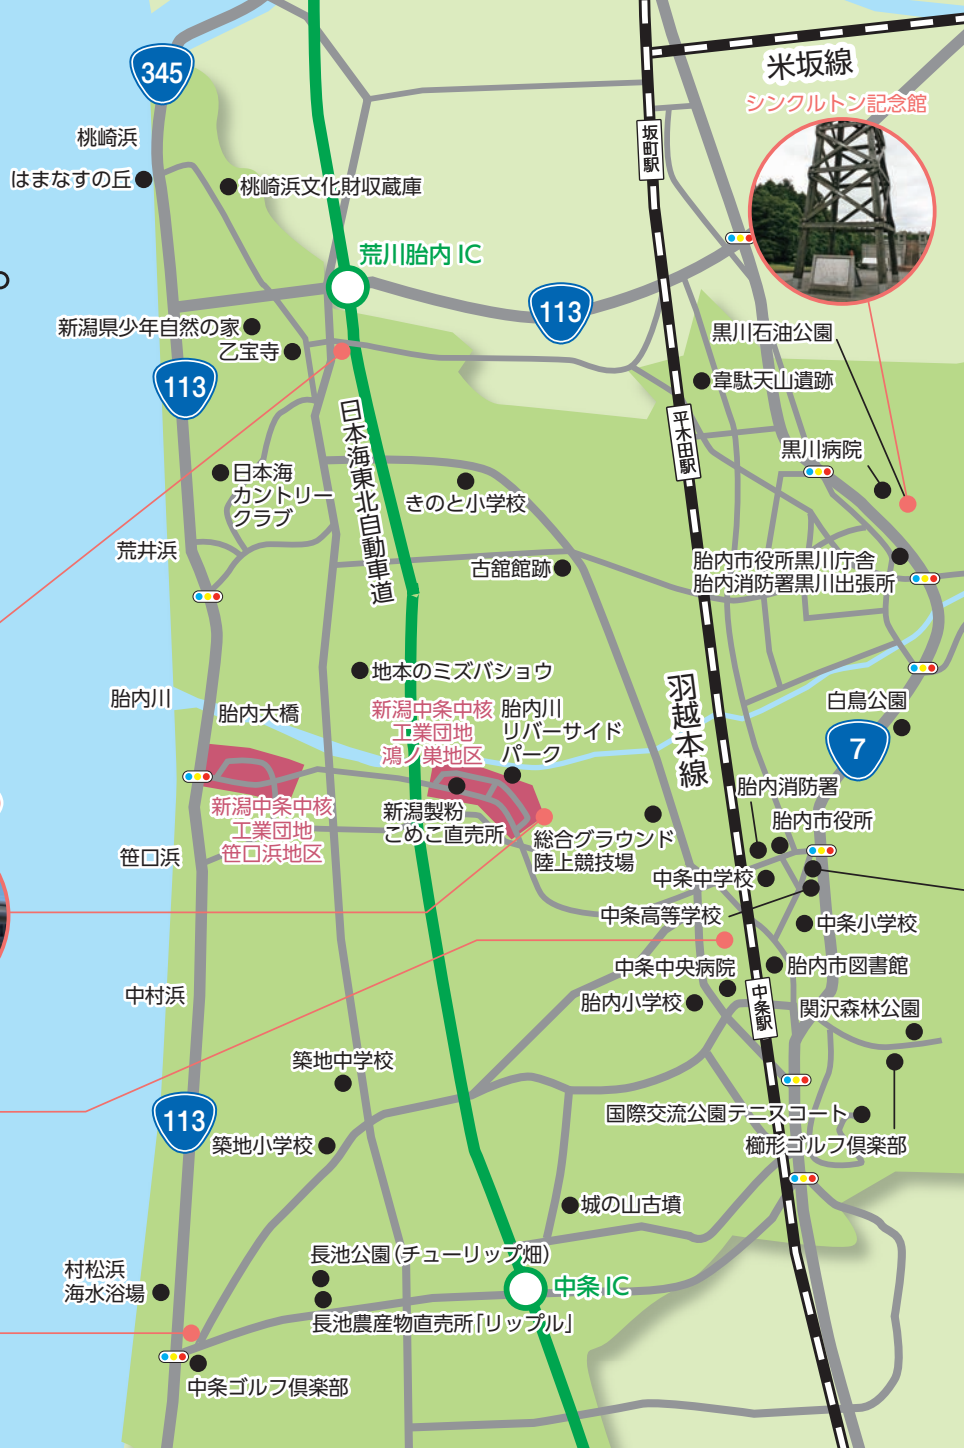 345
米坂線
シンクルトン記念館
坂町駅
桃崎浜
はまなすの丘
桃崎浜文化財収蔵庫
荒川胎内 IC
113
新潟県少年自然の家
乙宝寺
黒川石油公園
113
韋駄天山遺跡
日本海東北自動車道
平木田駅
黒川病院
日本海
カントリー
クラブ
きのと小学校
荒井浜
古舘館跡
胎内市役所黒川庁舎
胎内消防署黒川出張所
地本のミズバショウ
羽越本線
胎内川
胎内大橋
新潟中条中核
工業団地
鴻ノ巣地区
胎内川
リバーサイド
パーク
白鳥公園
7
胎内消防署
新潟中条中核
工業団地
笹口浜地区
新潟製粉
こめこ直売所
総合グラウンド
陸上競技場
胎内市役所
笹口浜
中条中学校
中条高等学校
中条小学校
中条中央病院
胎内市図書館
中村浜
胎内小学校
中条駅
関沢森林公園
築地中学校
113
国際交流公園テニスコート
築地小学校
櫛形ゴルフ倶楽部
城の山古墳
長池公園(チューリップ畑)
村松浜
海水浴場
中条 IC
長池農産物直売所「リップル」
中条ゴルフ倶楽部